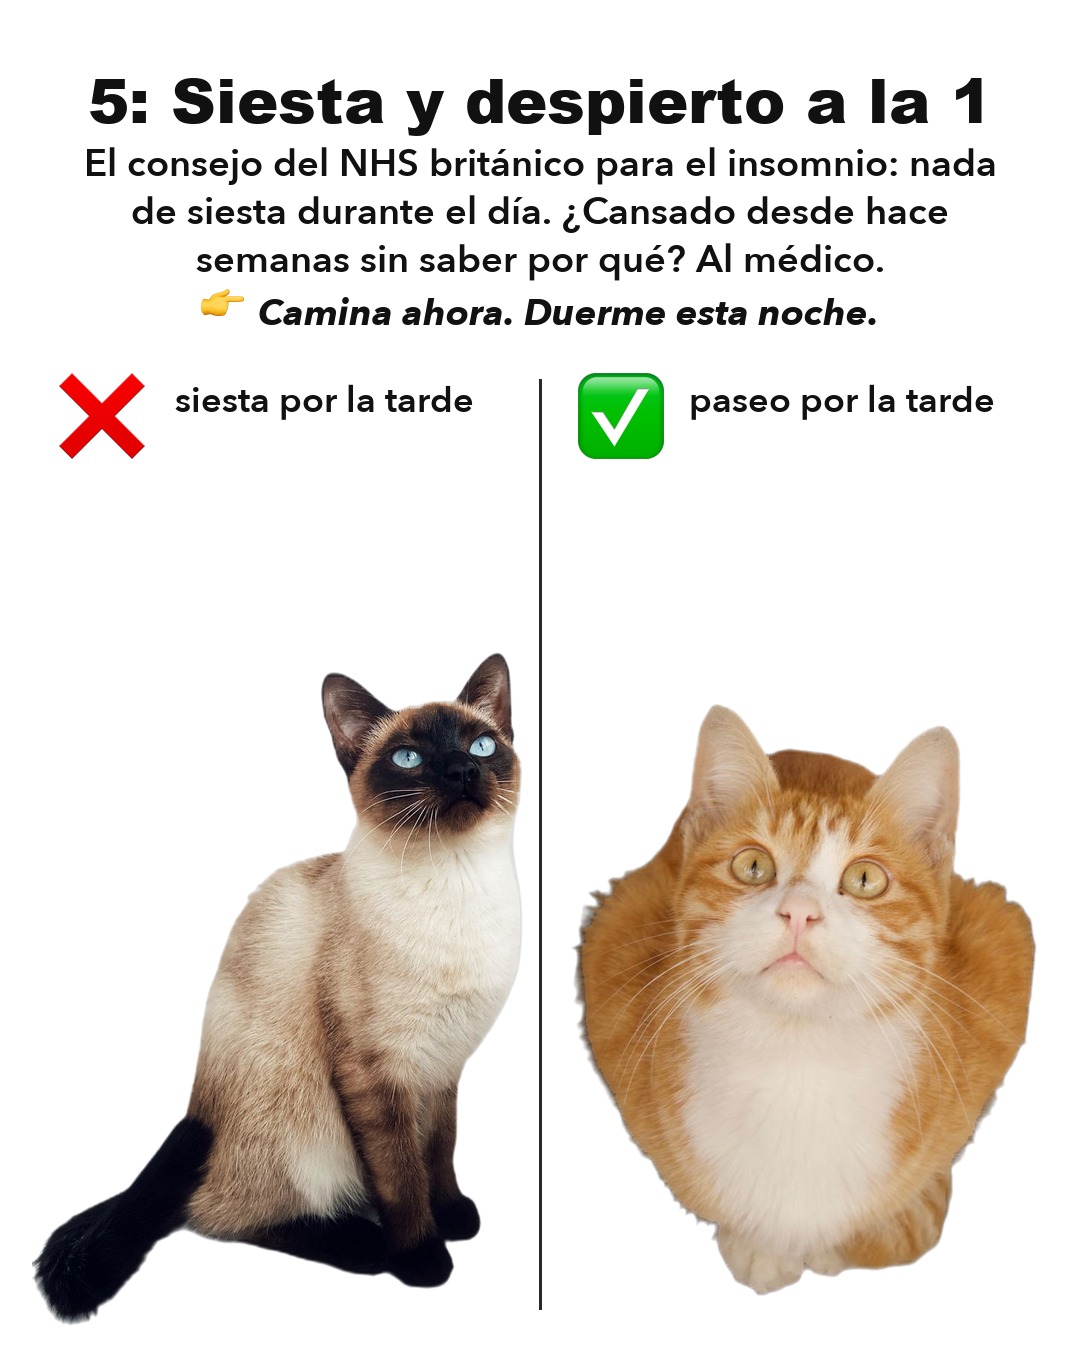 5: Siesta y despierto a la 1
El consejo del NHS británico para el insomnio: nada
de siesta durante el día. ¿Cansado desde hace
semanas sin saber por qué? Al médico.
👉 Camina ahora. Duerme esta noche.
❌ siesta por la tarde
✅ paseo por la tarde